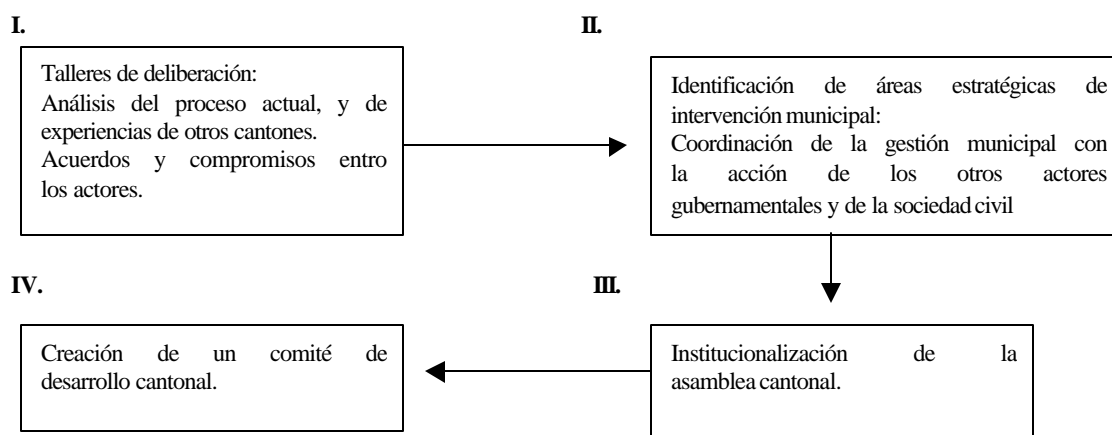 I.
Talleres de deliberación:
Análisis del proceso actual, y de
experiencias de otros cantones.
Acuerdos y compromisos entro
los actores.
II.
Identificación de áreas estratégicas de
intervención municipal:
Coordinación de la gestión municipal con
la acción de los otros actores
gubernamentales y de la sociedad civil
III.
Institucionalización de la
asamblea cantonal.
IV.
Creación de un comité de
desarrollo cantonal.